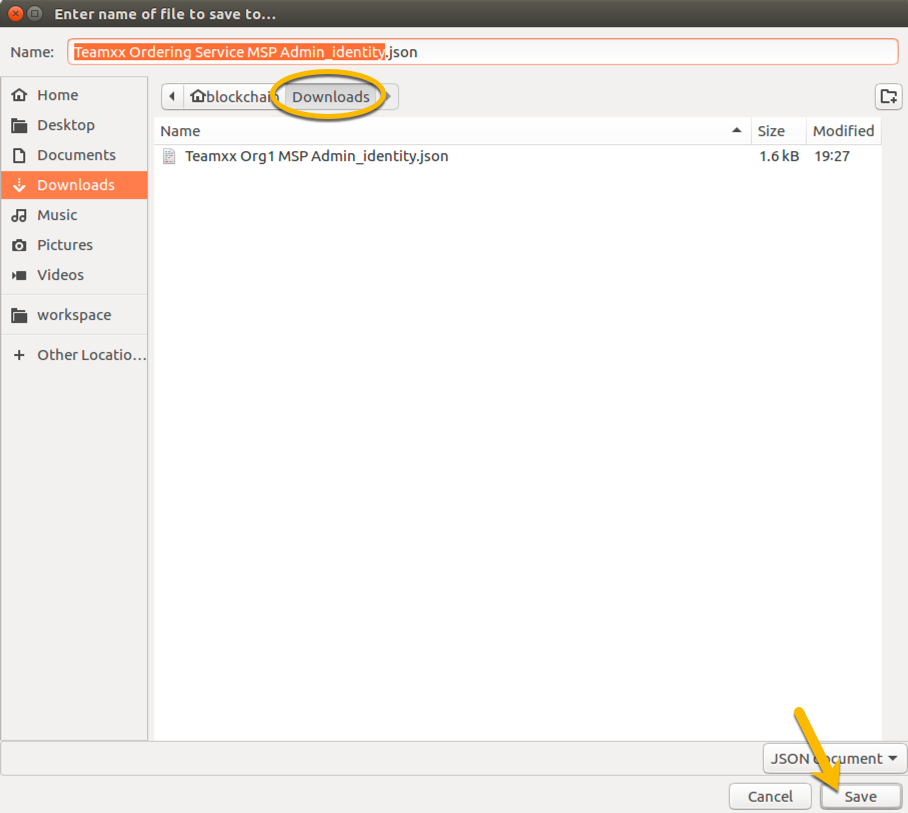 Enter name of file to save to...
Name: Teamxx Ordering Service MSP Admin_identity.json
Home
Desktop
Documents
Downloads
Music
Pictures
Videos
workspace
Other Locatio...
blockchain Downloads
Name Size Modified
Teamxx Org1 MSP Admin_identity.json 1.6 kB 19:27
JSON Document
Cancel Save